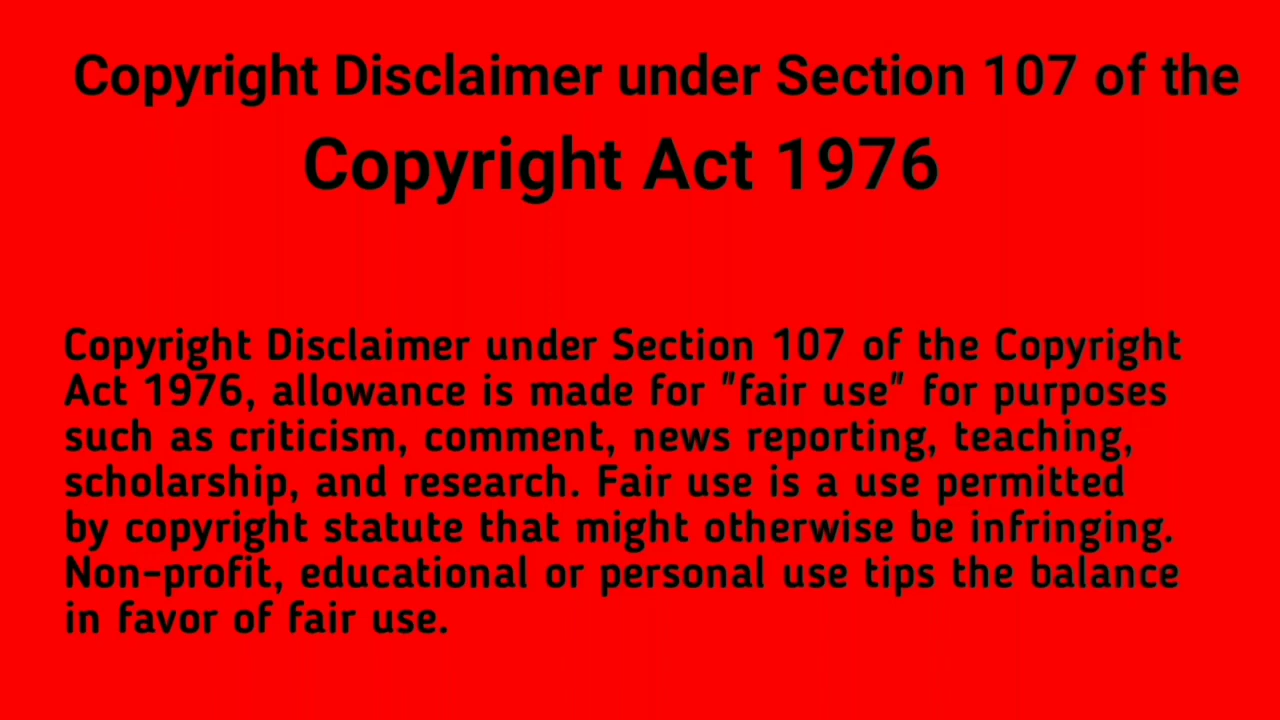 Copyright Disclaimer under Section 107 of the
Copyright Act 1976
Copyright Disclaimer under Section 107 of the Copyright
Act 1976, allowance is made for "fair use" for purposes
such as criticism, comment, news reporting, teaching,
scholarship, and research. Fair use is a use permitted
by copyright statute that might otherwise be infringing.
Non-profit, educational or personal use tips the balance
in favor of fair use.